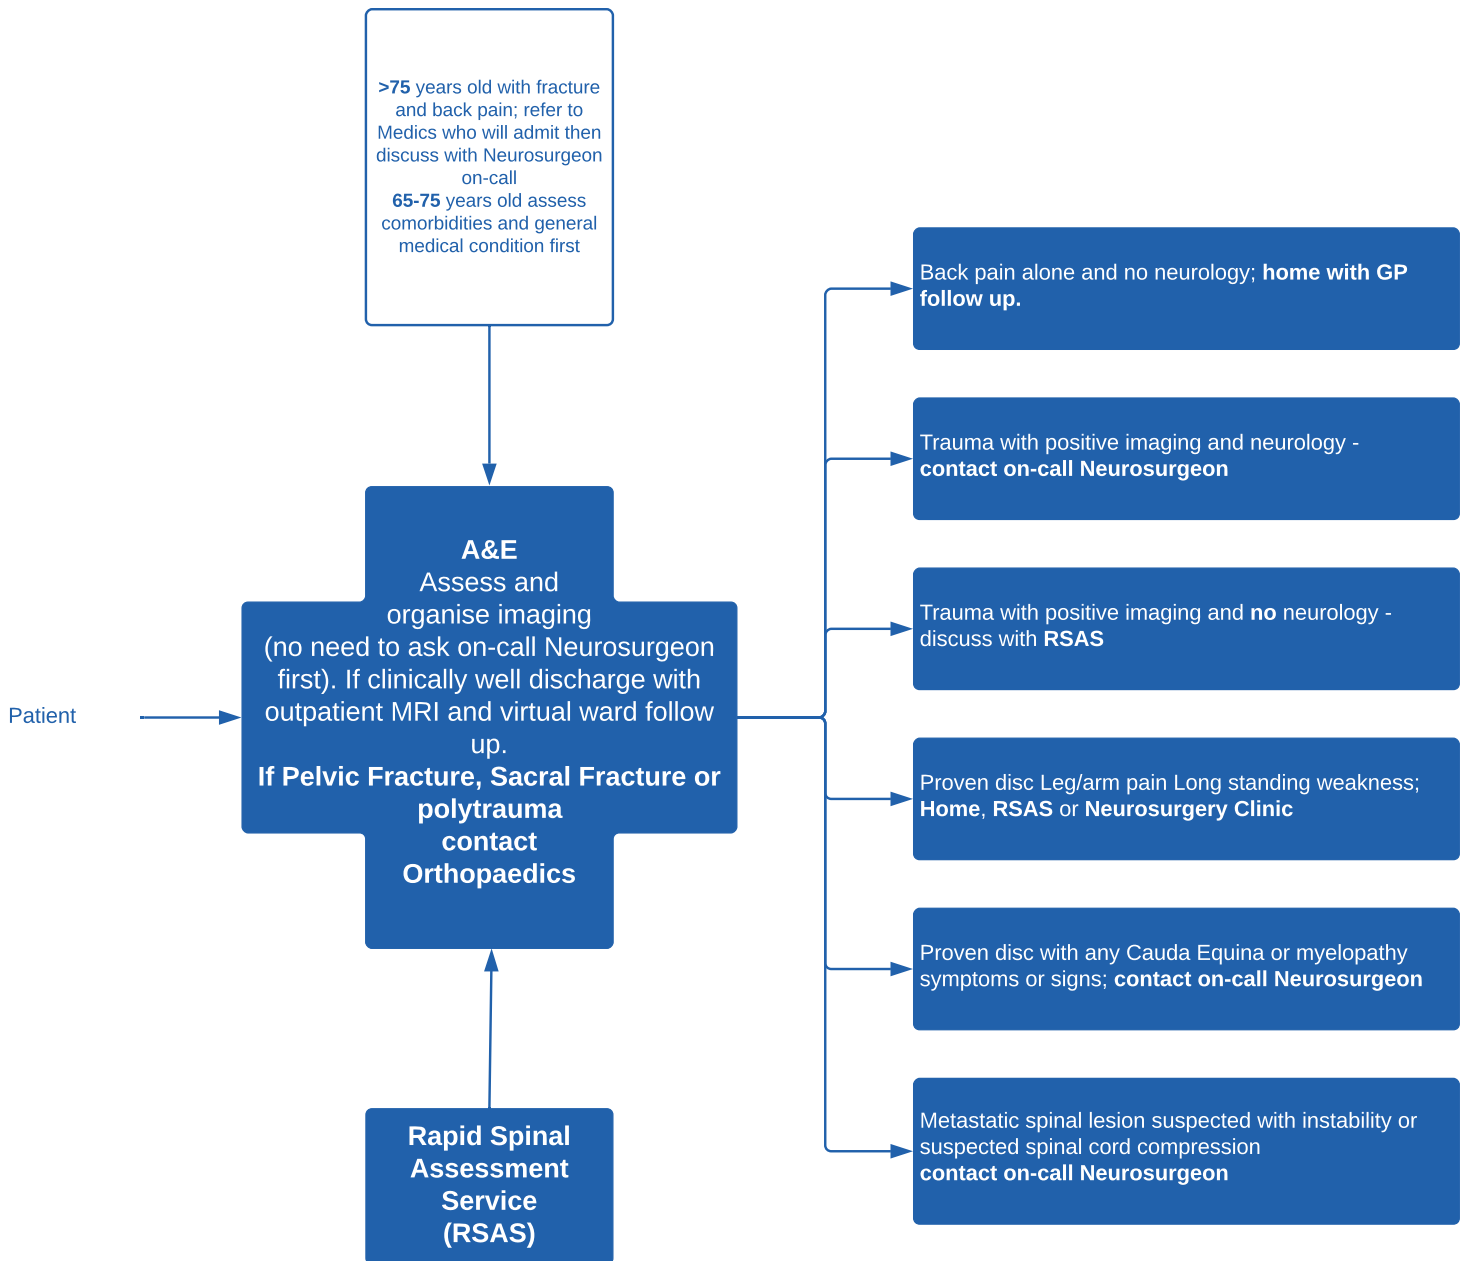 >75 years old with fracture
and back pain; refer to
Medics who will admit then
discuss with Neurosurgeon
on-call
65-75 years old assess
comorbidities and general
medical condition first
Patient
A&E
Assess and
organise imaging
(no need to ask on-call Neurosurgeon
first). If clinically well discharge with
outpatient MRI and virtual ward follow
up.
If Pelvic Fracture, Sacral Fracture or
polytrauma
contact
Orthopaedics
Rapid Spinal
Assessment
Service
(RSAS)
Back pain alone and no neurology; home with GP
follow up.
Trauma with positive imaging and neurology -
contact on-call Neurosurgeon
Trauma with positive imaging and no neurology -
discuss with RSAS
Proven disc Leg/arm pain Long standing weakness;
Home, RSAS or Neurosurgery Clinic
Proven disc with any Cauda Equina or myelopathy
symptoms or signs; contact on-call Neurosurgeon
Metastatic spinal lesion suspected with instability or
suspected spinal cord compression
contact on-call Neurosurgeon